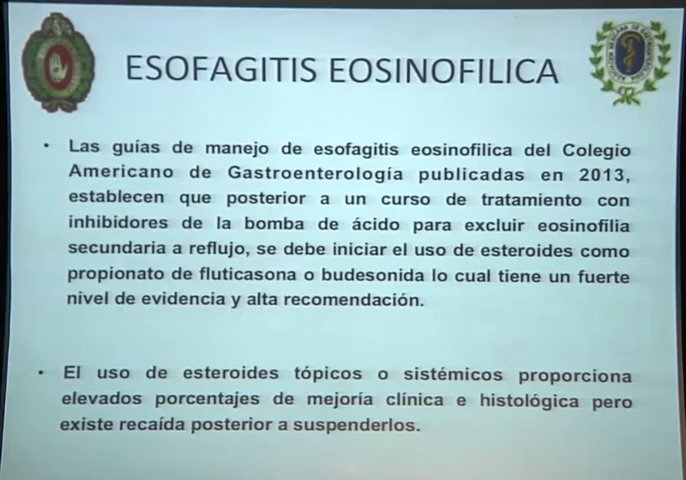 ESOFAGITIS EOSINOFILICA
• Las guías de manejo de esofagitis eosinofilica del Colegio
Americano de Gastroenterología publicadas en 2013,
establecen que posterior a un curso de tratamiento con
inhibidores de la bomba de ácido para excluir eosinofilia
secundaria a reflujo, se debe iniciar el uso de esteroides como
propionato de fluticasona o budesonida lo cual tiene un fuerte
nivel de evidencia y alta recomendación.
• El uso de esteroides tópicos o sistémicos proporciona
elevados porcentajes de mejoría clínica e histológica pero
existe recaída posterior a suspenderlos.